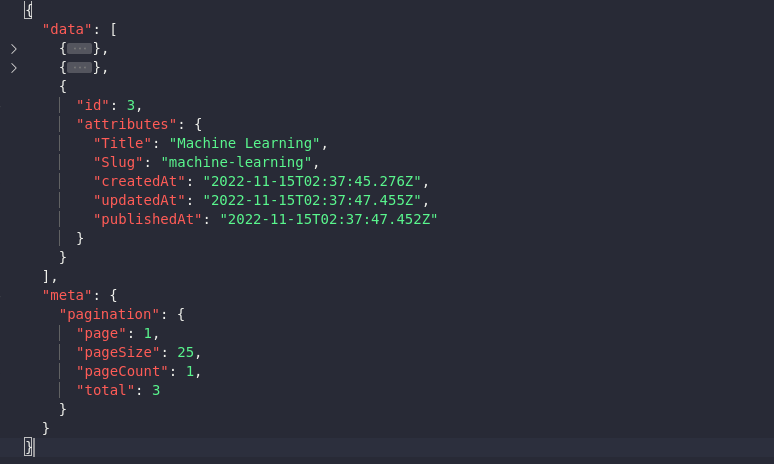 {
  "data": [
    {···},
    {···},
    {
      "id": 3,
      "attributes": {
        "Title": "Machine Learning",
        "Slug": "machine-learning",
        "createdAt": "2022-11-15T02:37:45.276Z",
        "updatedAt": "2022-11-15T02:37:47.455Z",
        "publishedAt": "2022-11-15T02:37:47.452Z"
      }
    }
  ],
  "meta": {
    "pagination": {
      "page": 1,
      "pageSize": 25,
      "pageCount": 1,
      "total": 3
    }
  }
}